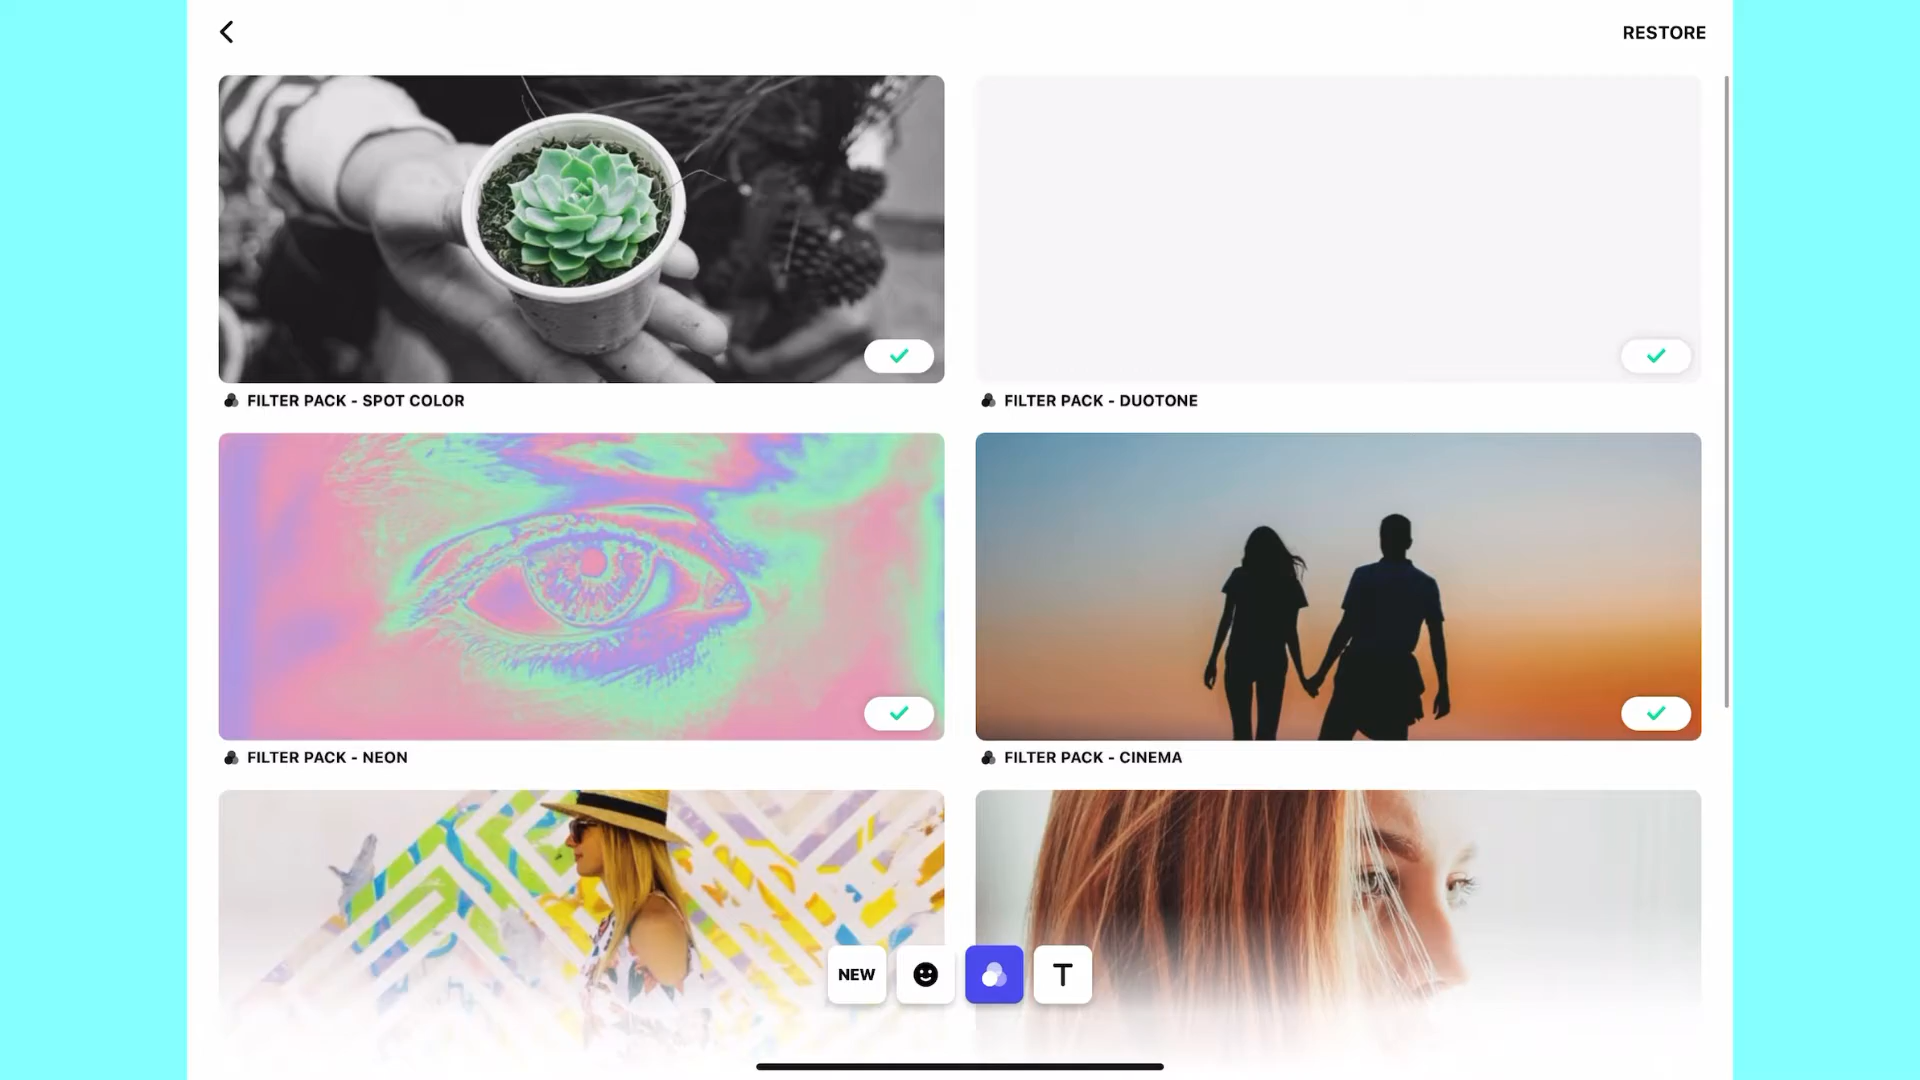 RESTORE
FILTER PACK - SPOT COLOR
FILTER PACK - DUOTONE
FILTER PACK - NEON
FILTER PACK - CINEMA
NEW
T